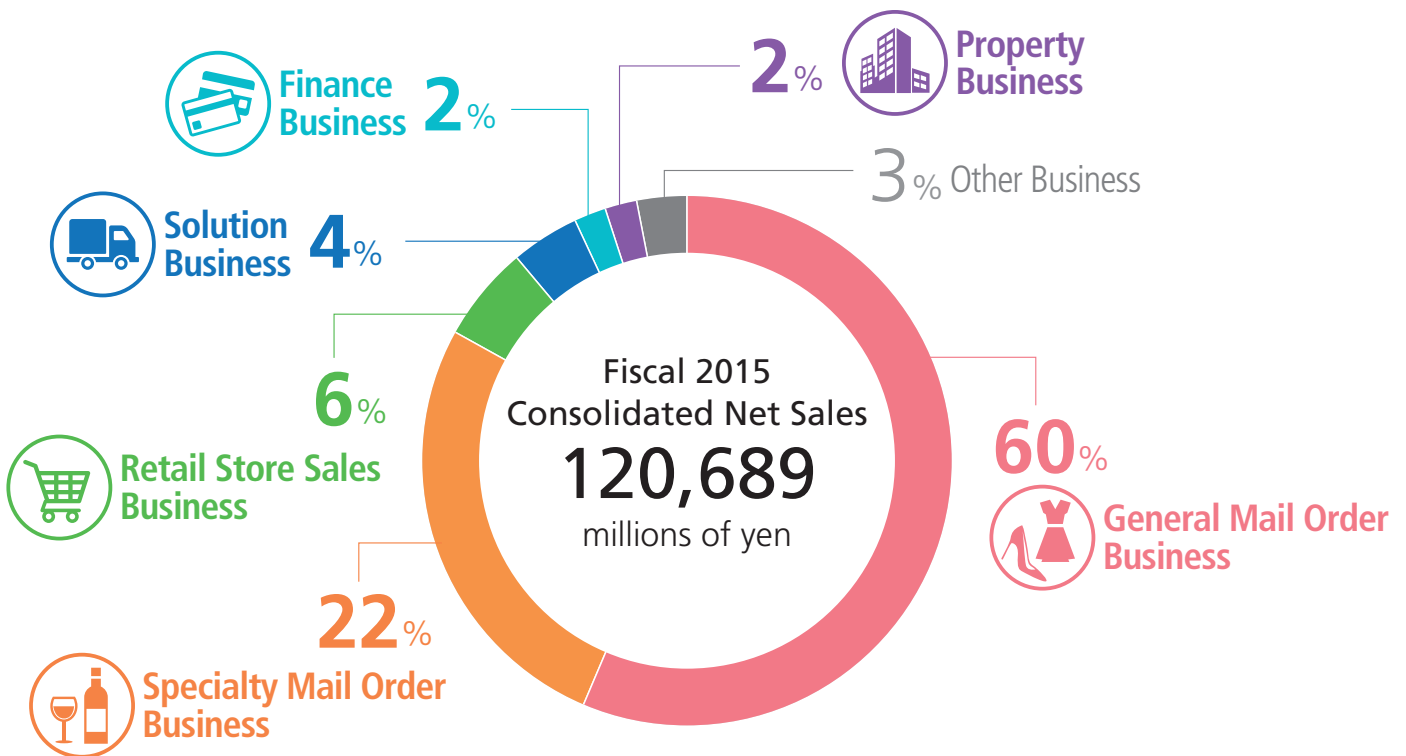 2%
Property
Business
Finance
Business
2%
3% Other Business
Solution
Business
4%
6%
Retail Store Sales
Business
Fiscal 2015
Consolidated Net Sales
120,689
millions of yen
60%
General Mail Order
Business
22%
Specialty Mail Order
Business